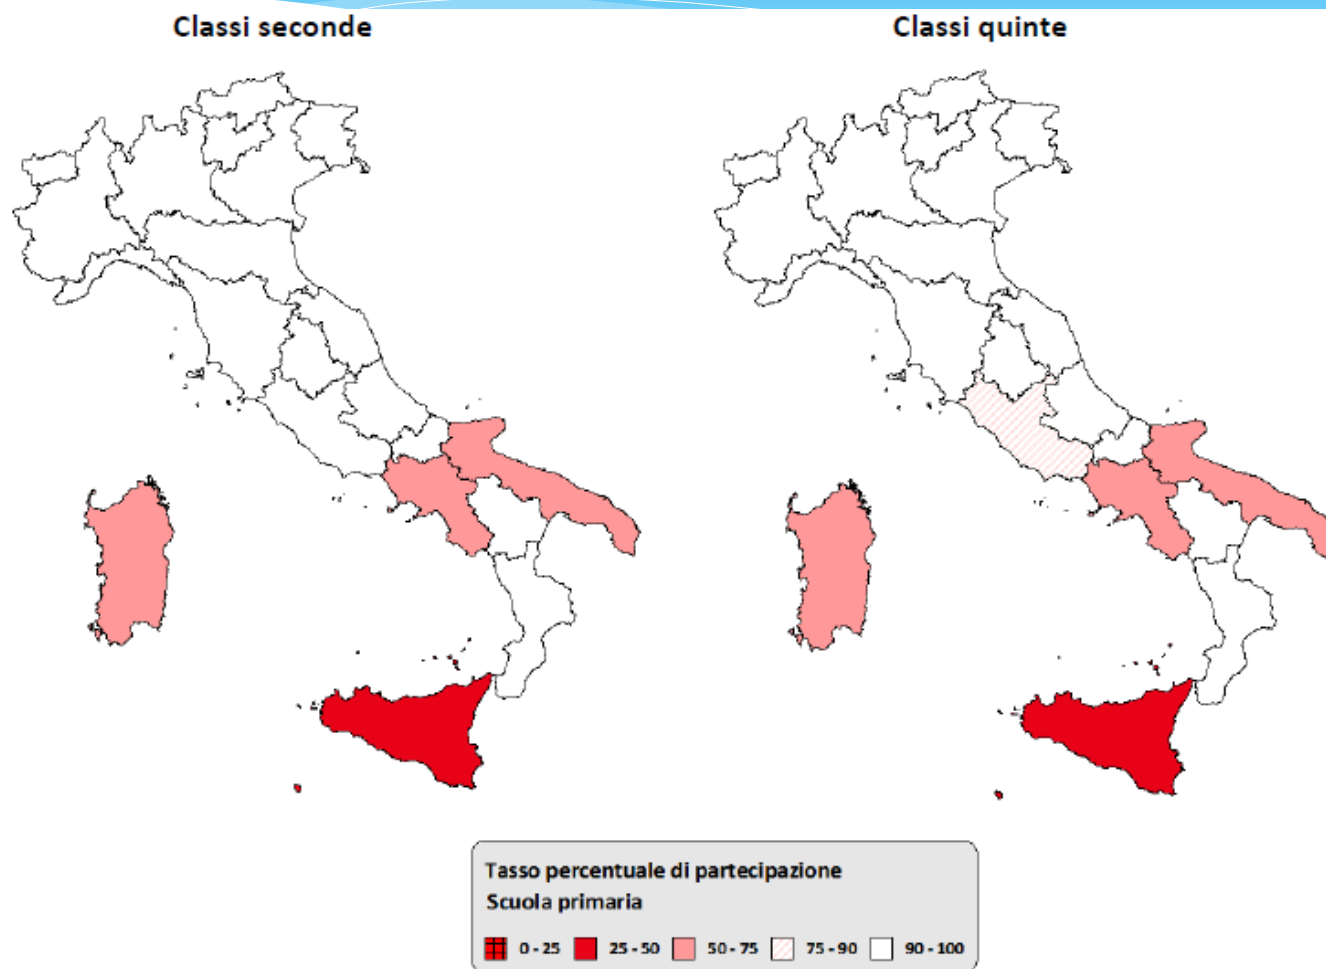 Classi seconde
Classi quinte
Tasso percentuale di partecipazione
Scuola primaria
0 - 25 25 - 50 50 - 75 75 - 90 90 - 100